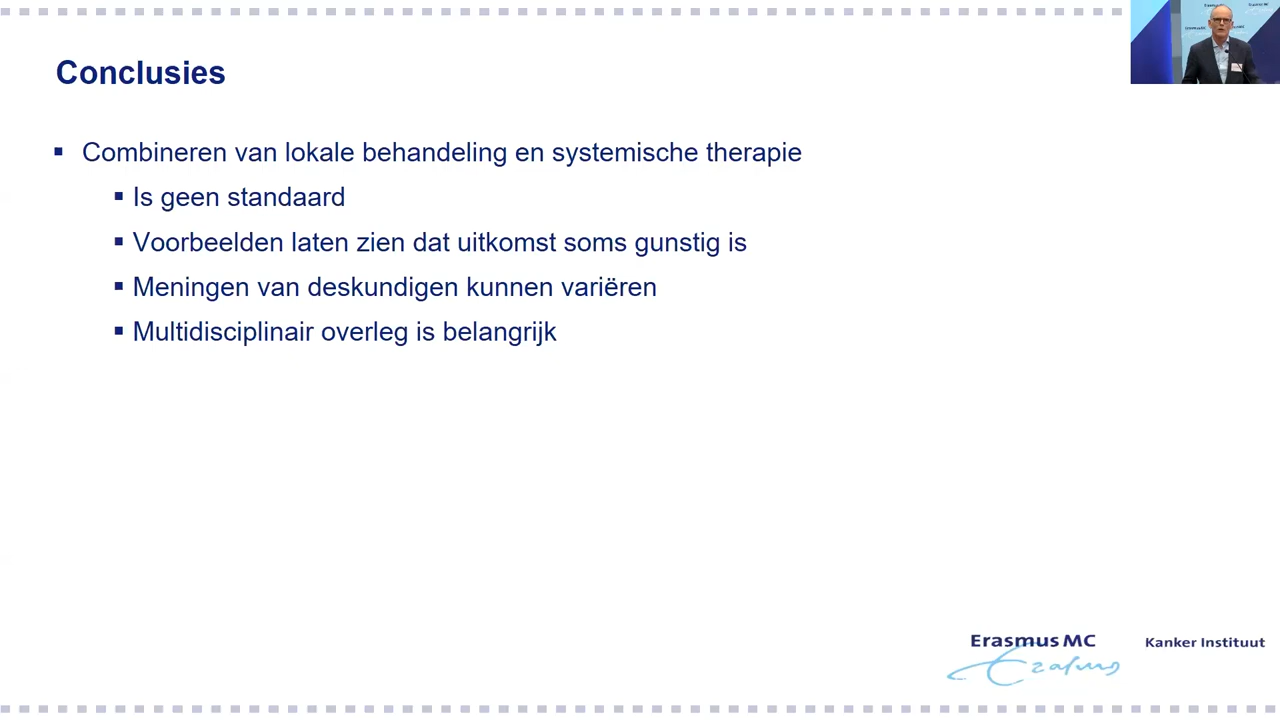 Conclusies
Combineren van lokale behandeling en systemische therapie
Is geen standaard
Voorbeelden laten zien dat uitkomst soms gunstig is
Meningen van deskundigen kunnen variëren
Multidisciplinair overleg is belangrijk
Erasmus MC
Erasmus
Kanker Instituut